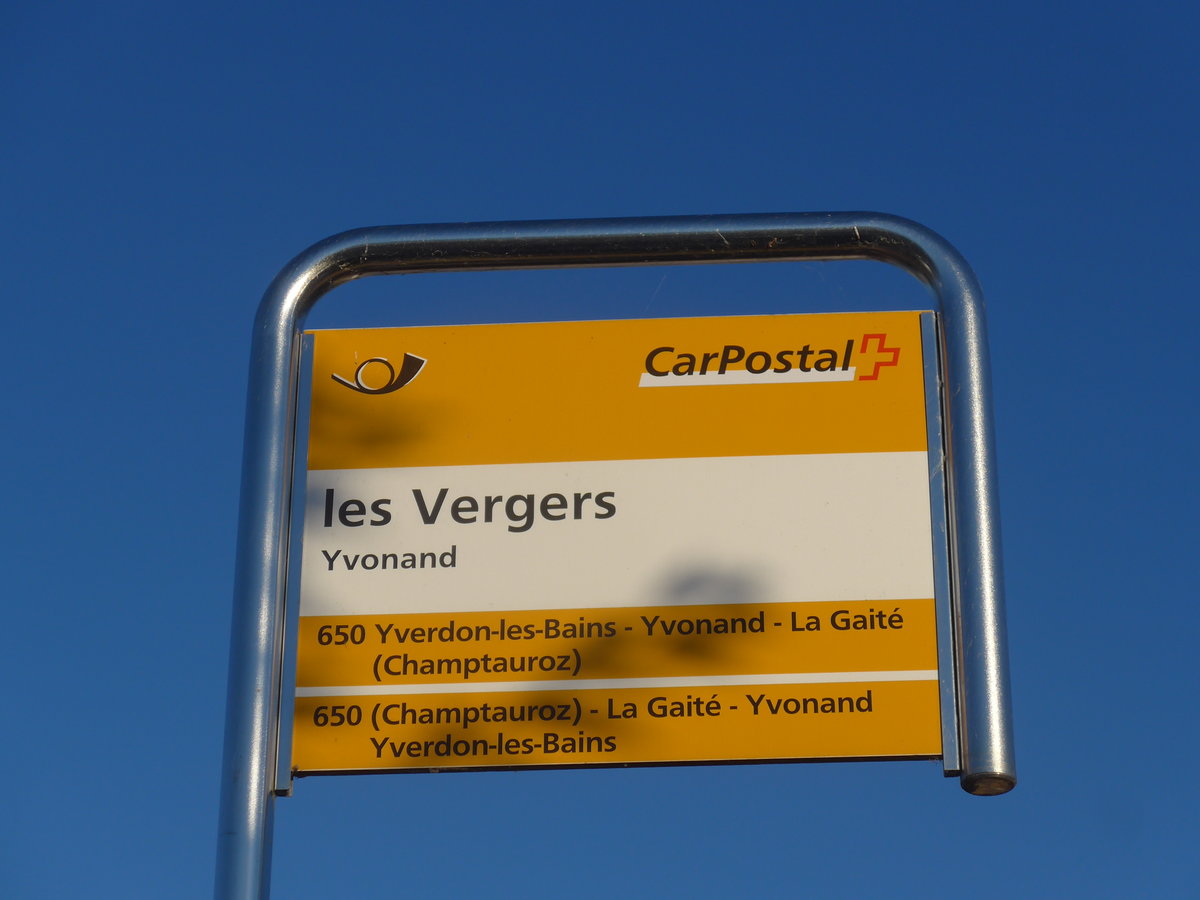 CarPostal
les Vergers
Yvonand
650 Yverdon-les-Bains - Yvonand - La Gaité
(Champtauroz)
650 (Champtauroz) - La Gaité - Yvonand
Yverdon-les-Bains